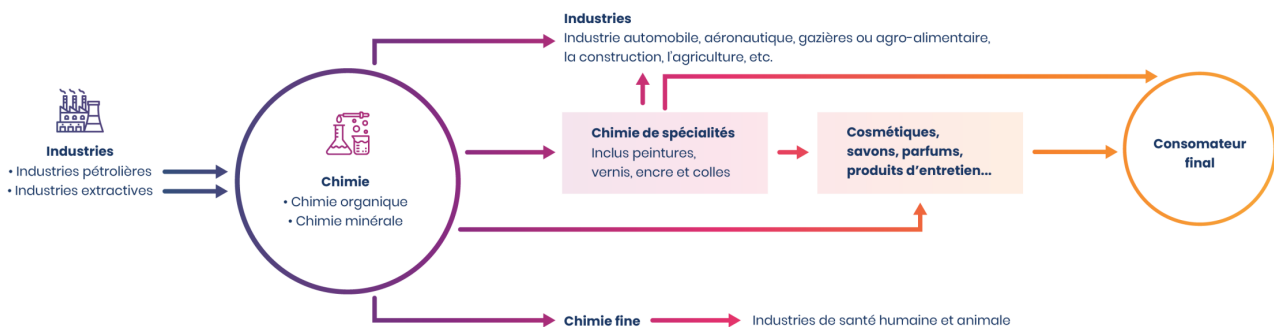 Industries
• Industries pétrolières
• Industries extractives
Chimie
• Chimie organique
• Chimie minérale
Industries
Industrie automobile, aéronautique, gazières ou agro-alimentaire,
la construction, l'agriculture, etc.
Chimie de spécialités
Inclus peintures,
vernis, encre et colles
Cosmétiques,
savons, parfums,
produits d'entretien...
Consomateur
final
Chimie fine
Industries de santé humaine et animale